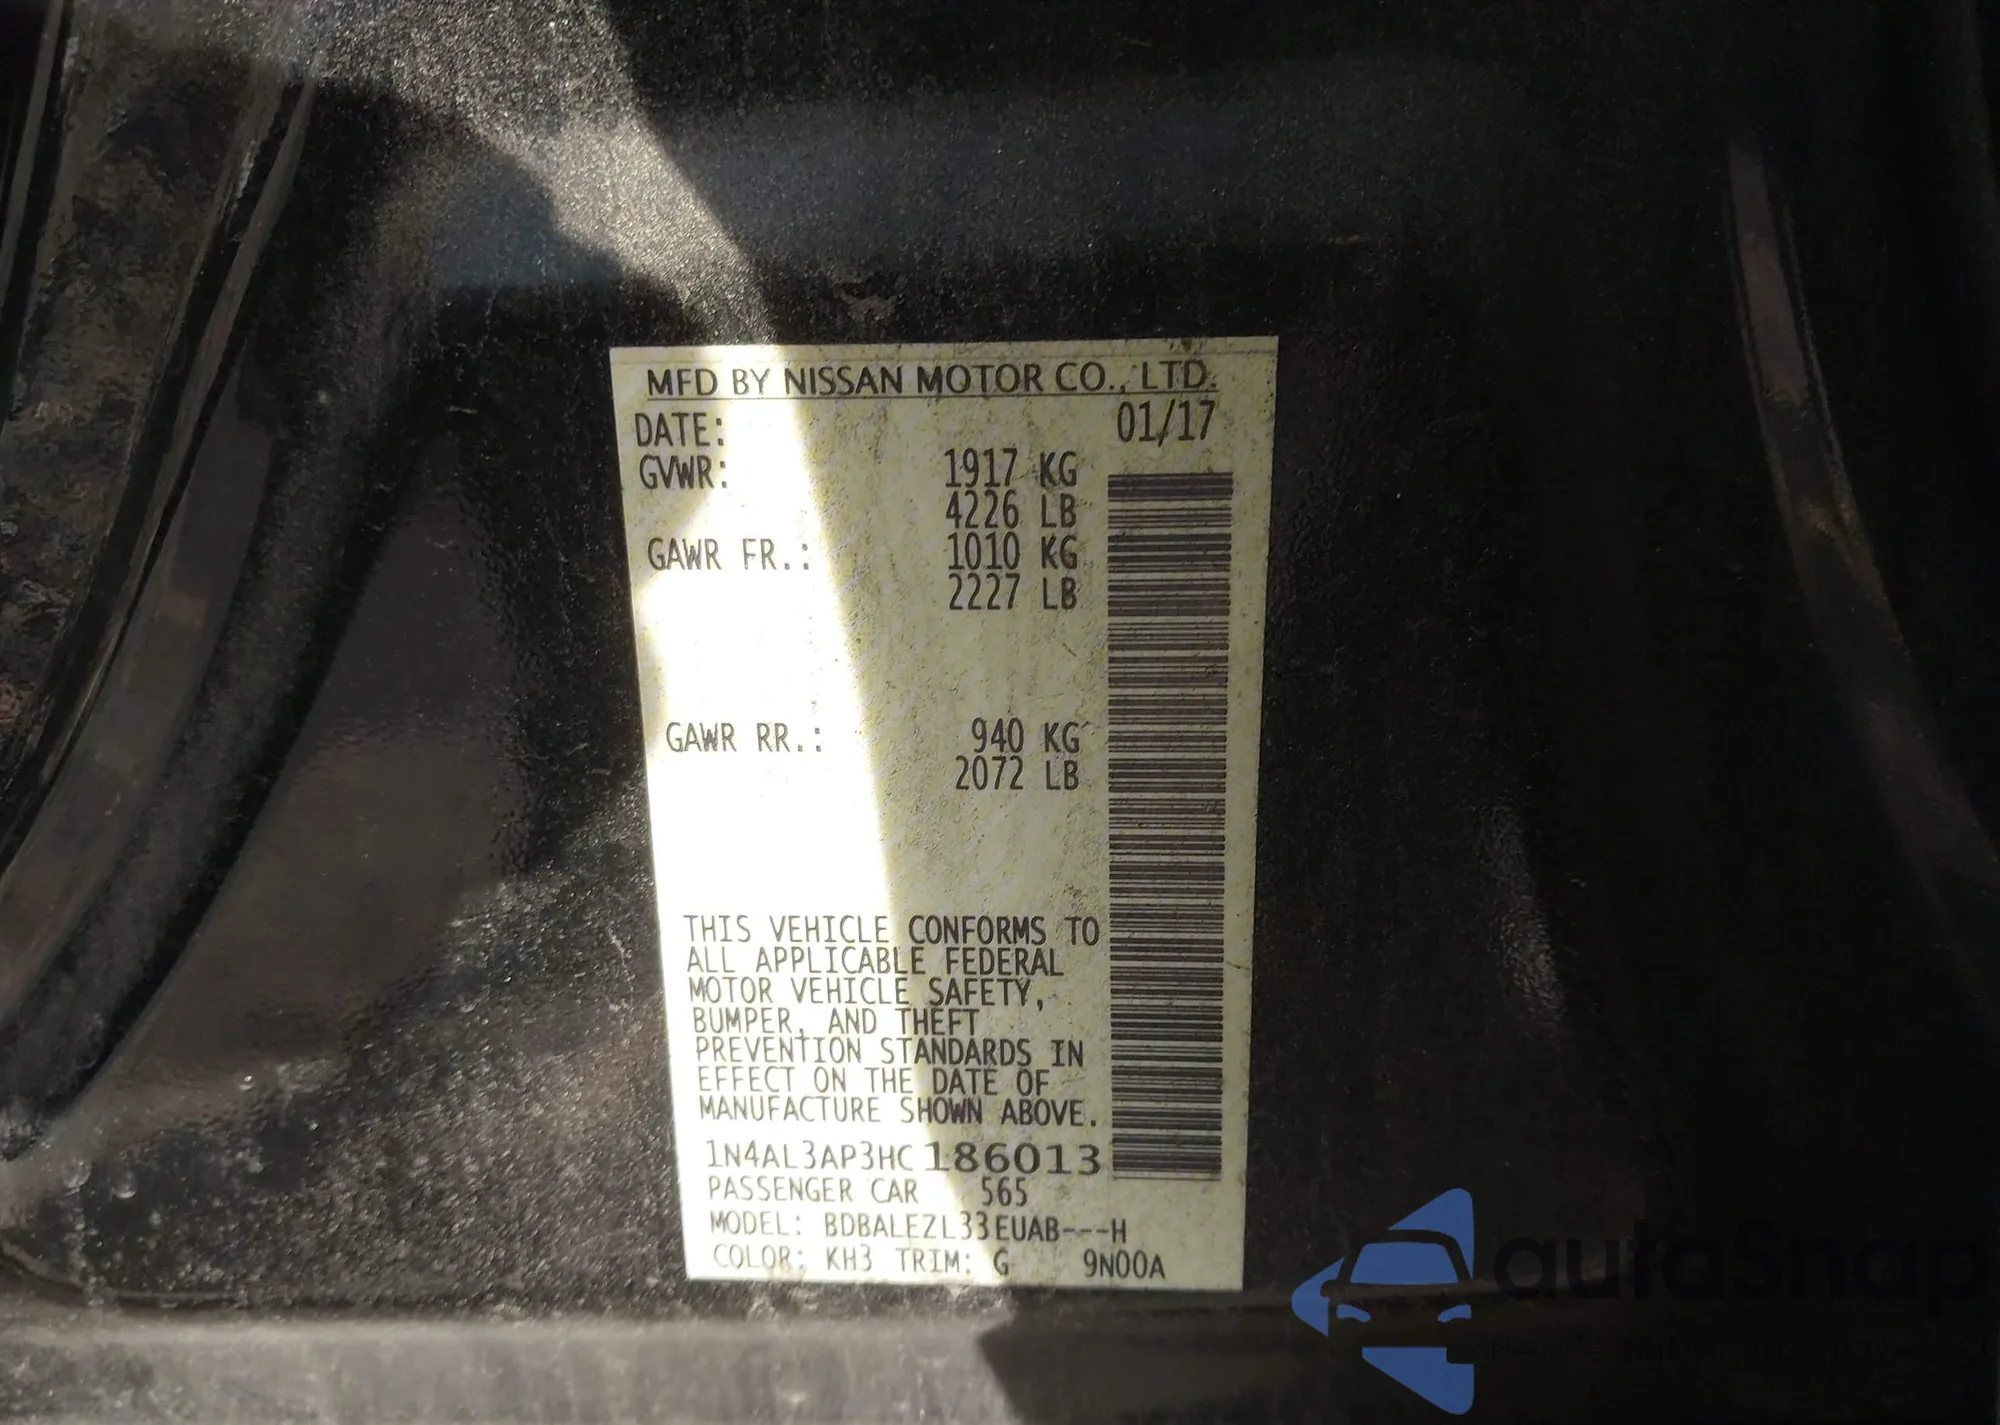 MFD BY NISSAN MOTOR CO., LTD.
DATE: 01/17
GVWR: 1917 KG
4226 LB
GAWR FR.: 1010 KG
2227 LB
GAWR RR.: 940 KG
2072 LB
THIS VEHICLE CONFORMS TO
ALL APPLICABLE FEDERAL
MOTOR VEHICLE SAFETY,
BUMPER, AND THEFT
PREVENTION STANDARDS IN
EFFECT ON THE DATE OF
MANUFACTURE SHOWN ABOVE.
1N4AL3AP3HC186013
PASSENGER CAR 565
MODEL: BDBALEZL33EUAB---H
COLOR: KH3 TRIM: G 9N00A
autoSnap